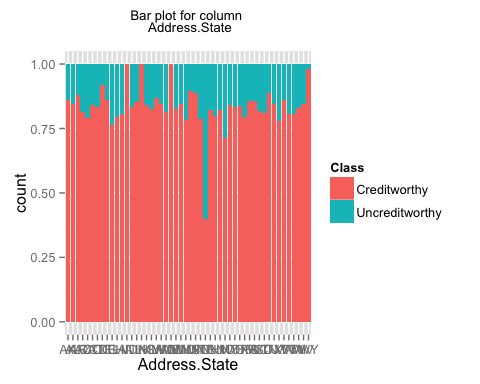 Bar plot for column
Address.State
1.00
0.75
0.50
0.25
0.00
count
Address.State
Class
Creditworthy
Uncreditworthy